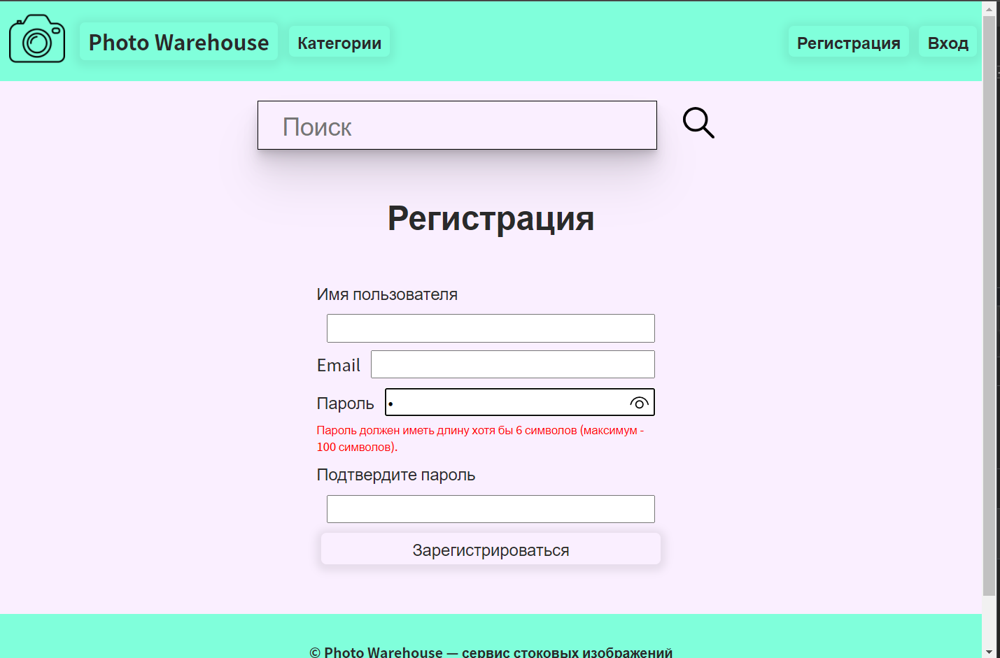 Photo Warehouse
Категории
Регистрация
Вход
Поиск
Регистрация
Имя пользователя
Email
Пароль
Пароль должен иметь длину хотя бы 6 символов (максимум -
100 символов).
Подтвердите пароль
Зарегистрироваться
© Photo Warehouse — сервис стоковых изображений